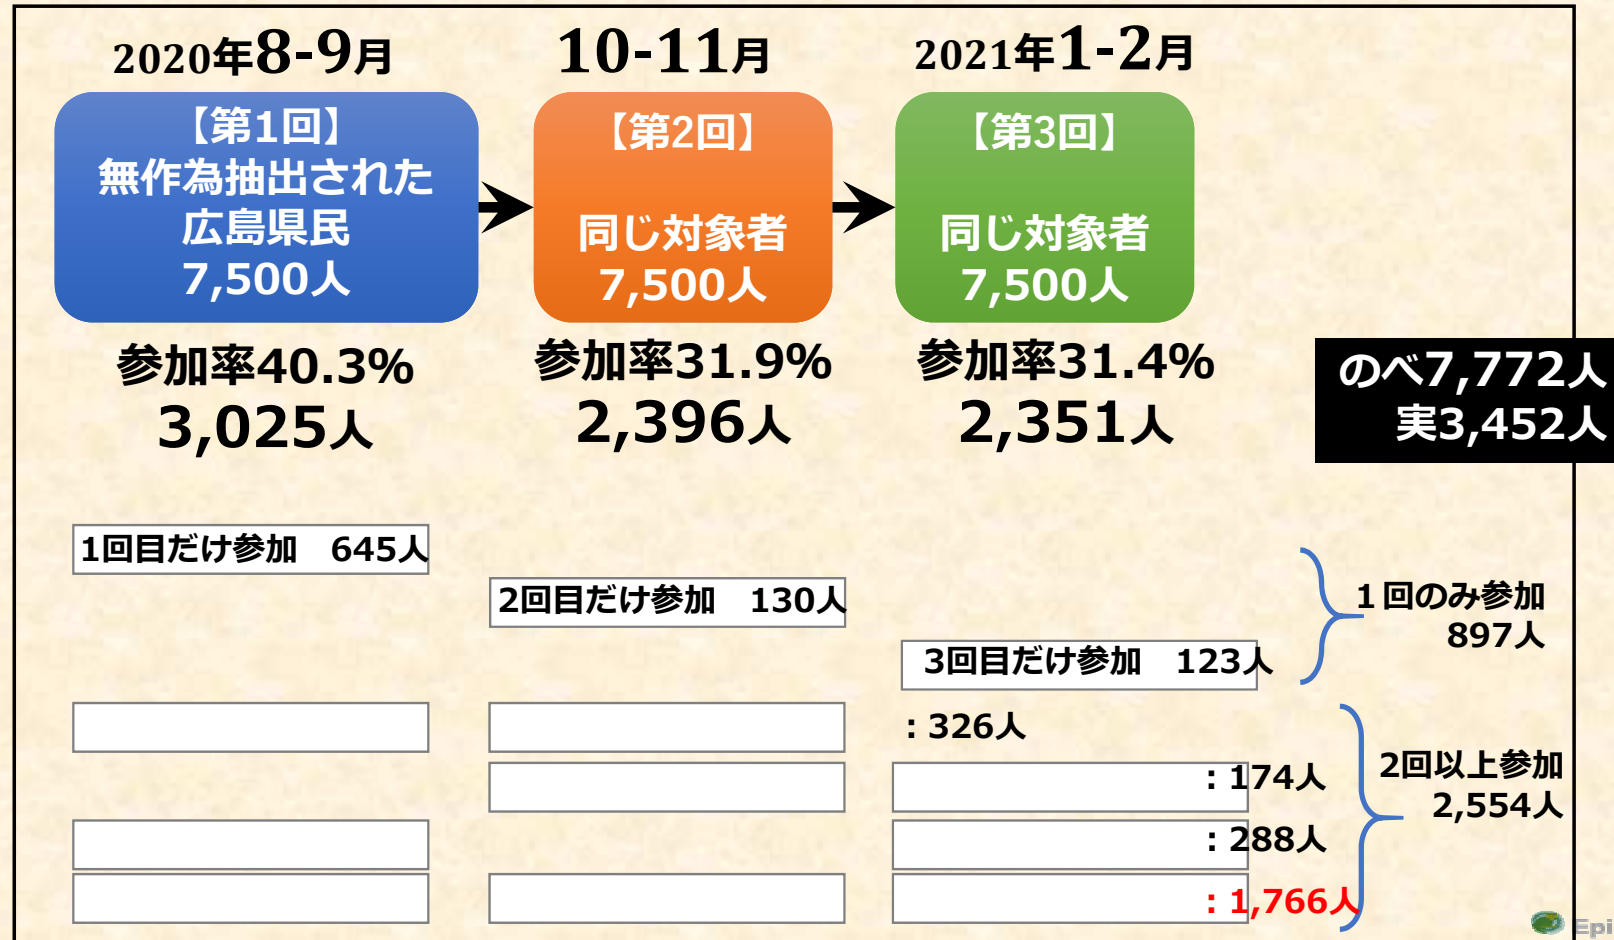 2020年8-9月
10-11月
2021年1-2月
【第1回】
無作為抽出された
広島県民
7,500人
【第2回】
同じ対象者
7,500人
【第3回】
同じ対象者
7,500人
参加率40.3%
3,025人
参加率31.9%
2,396人
参加率31.4%
2,351人
のべ7,772人
実3,452人
1回目だけ参加　645人
2回目だけ参加　130人
3回目だけ参加　123人
１回のみ参加
897人
：326人
：174人
：288人
：1,766人
2回以上参加
2,554人
Epi